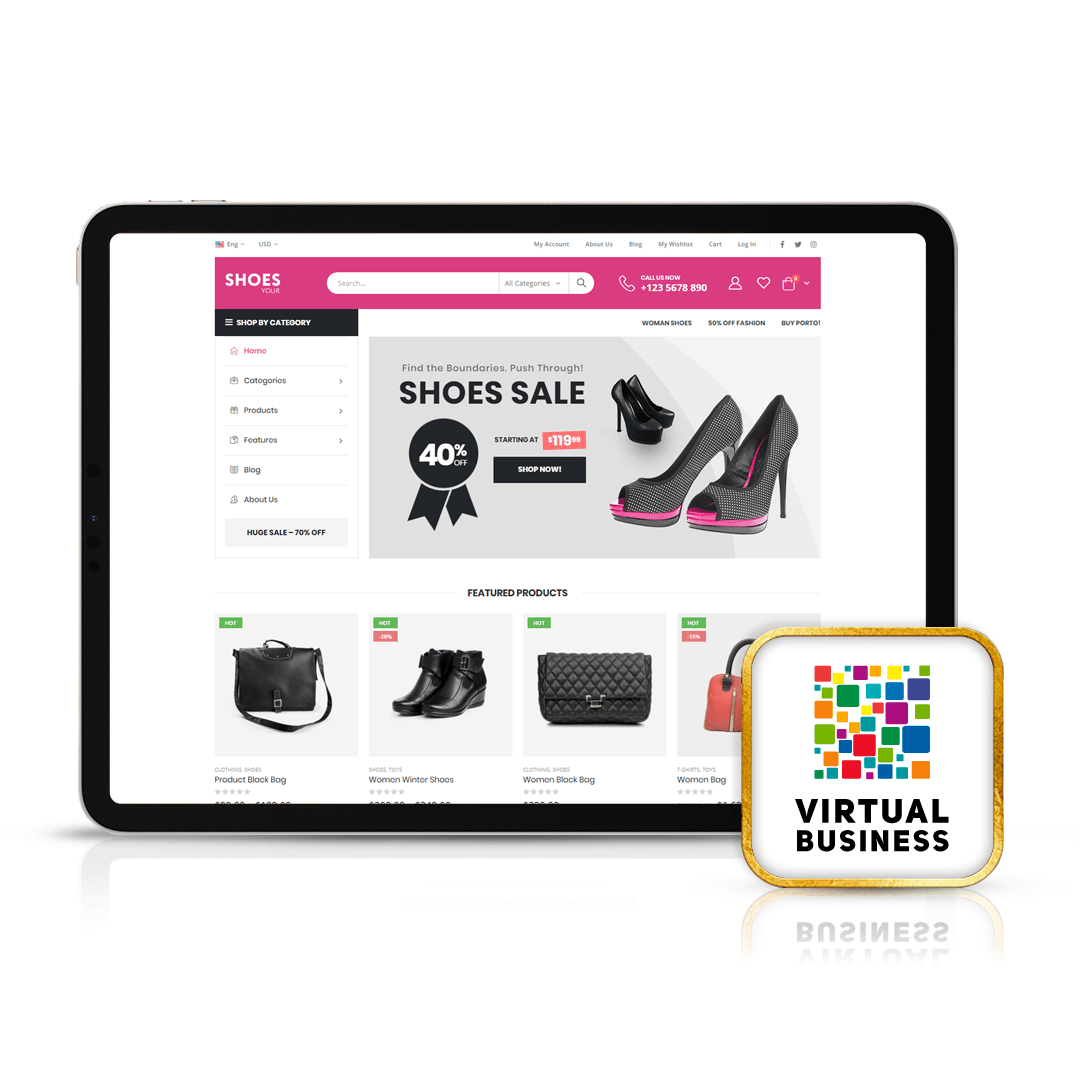 Eng
USD
My Account
About Us
Blog
My Wishlist
Cart
Log In
SHOES
YOUR
Search...
All Categories
CALL US NOW
+123 5678 890
0
SHOP BY CATEGORY
WOMAN SHOES
50% OFF FASHION
BUY PORTO!
Home
Catogories
Products
Features
Blog
About Us
HUGE SALE – 70% OFF
Find the Boundaries. Push Through!
SHOES SALE
40% OFF
STARTING AT $119.99
SHOP NOW!
FEATURED PRODUCTS
HOT
HOT
-28%
HOT
HOT
-15%
CLOTHING, SHOES
Product Black Bag
SHOES, TOYS
Women Winter Shoes
CLOTHING, SHOES
Women Black Bag
T-SHIRTS, TOYS
Women Bag
VIRTUAL
BUSINESS